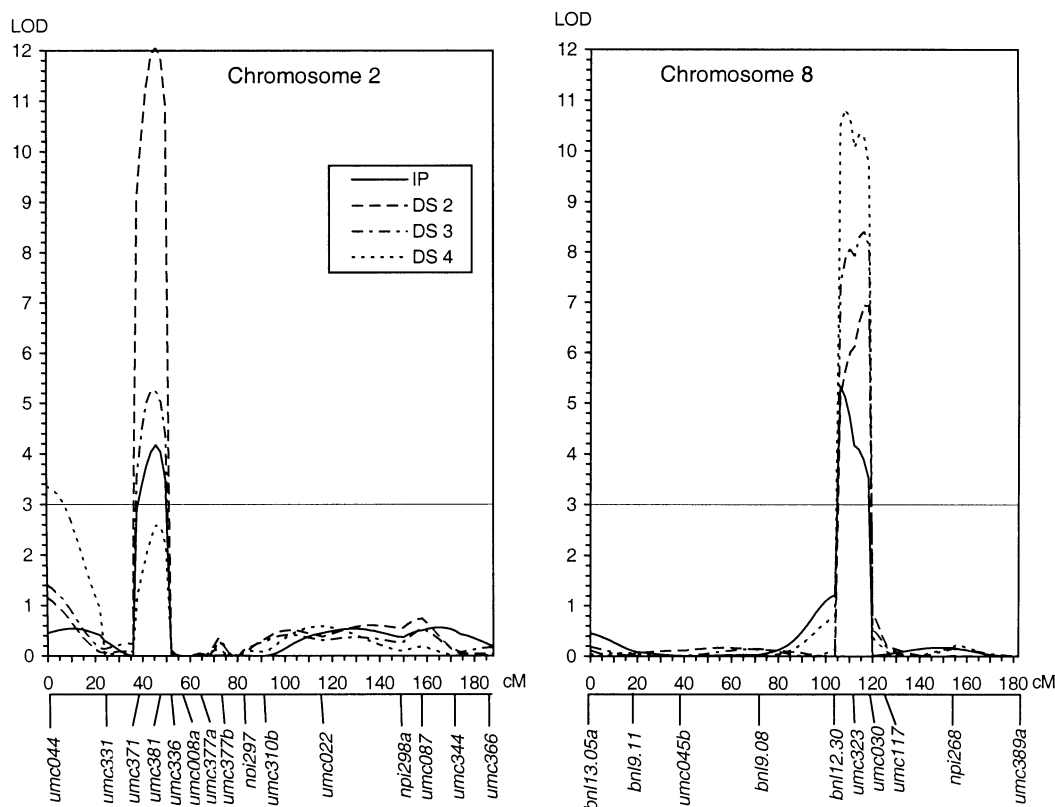 LOD
12
11
10
9
8
7
6
5
4
3
2
1
0
Chromosome 2
IP
DS 2
DS 3
DS 4
0 20 40 60 80 100 120 140 160 180 cM
umc044
umc331
umc371
umc381
umc336
umc008a
umc377a
umc377b
npi297
umc310b
umc022
npi298a
umc087
umc344
umc366
LOD
12
11
10
9
8
7
6
5
4
3
2
1
0
Chromosome 8
0 20 40 60 80 100 120 140 160 180 cM
bnl13.05a
bnl9.11
umc045b
bnl9.08
bnl12.30
umc323
umc030
umc117
npi268
umc389a